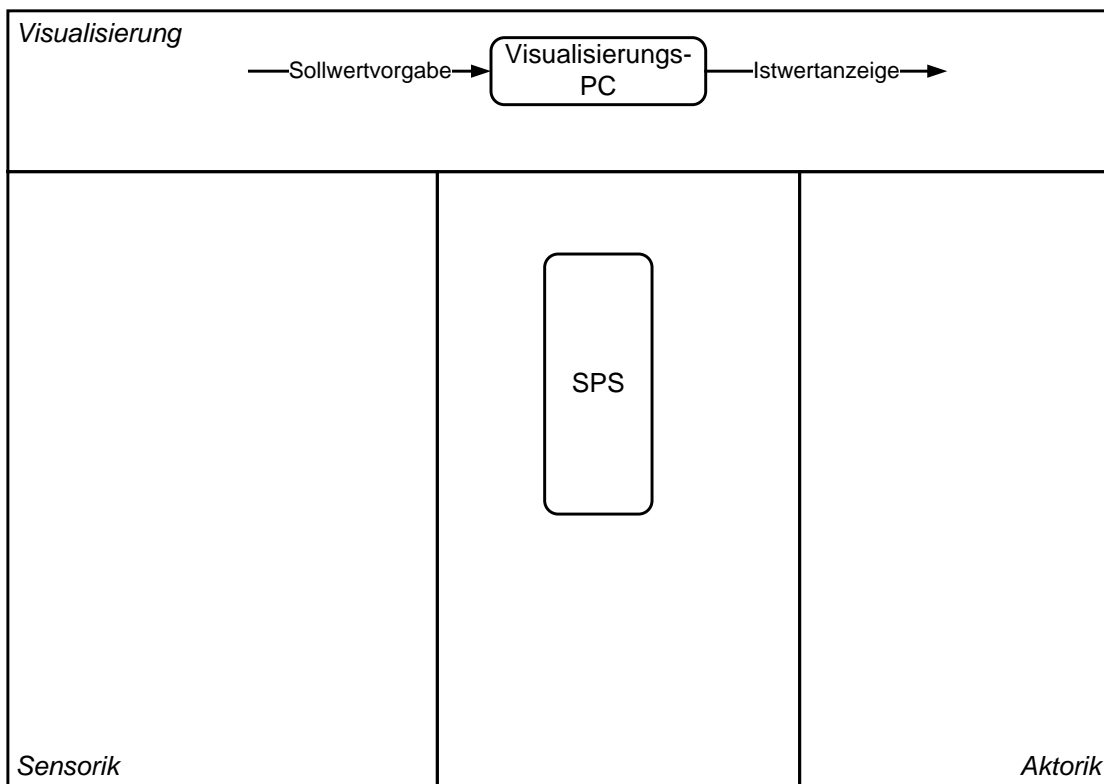 Visualisierung
Sollwertvorgabe
Visualisierungs-
PC
Istwertanzeige
SPS
Sensorik
Aktorik